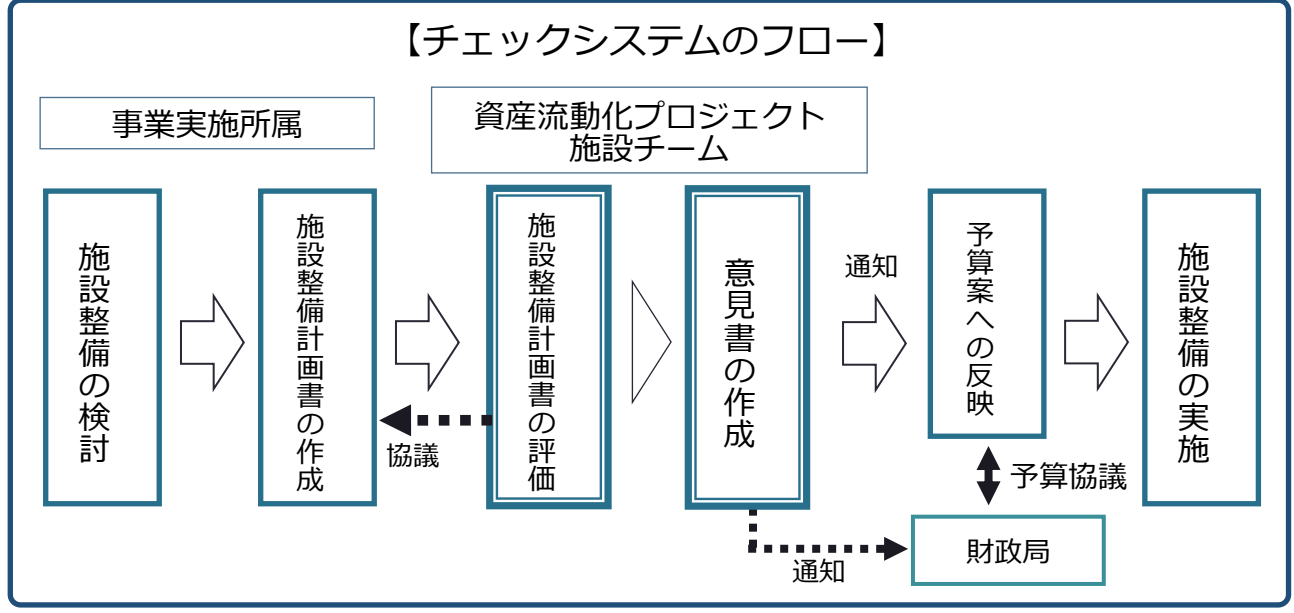 【チェックシステムのフロー】
事業実施所属
資産流動化プロジェクト
施設チーム
施設整備の検討
施設整備計画書の作成
協議
施設整備計画書の評価
意見書の作成
通知
通知
予算案への反映
予算協議
財政局
施設整備の実施